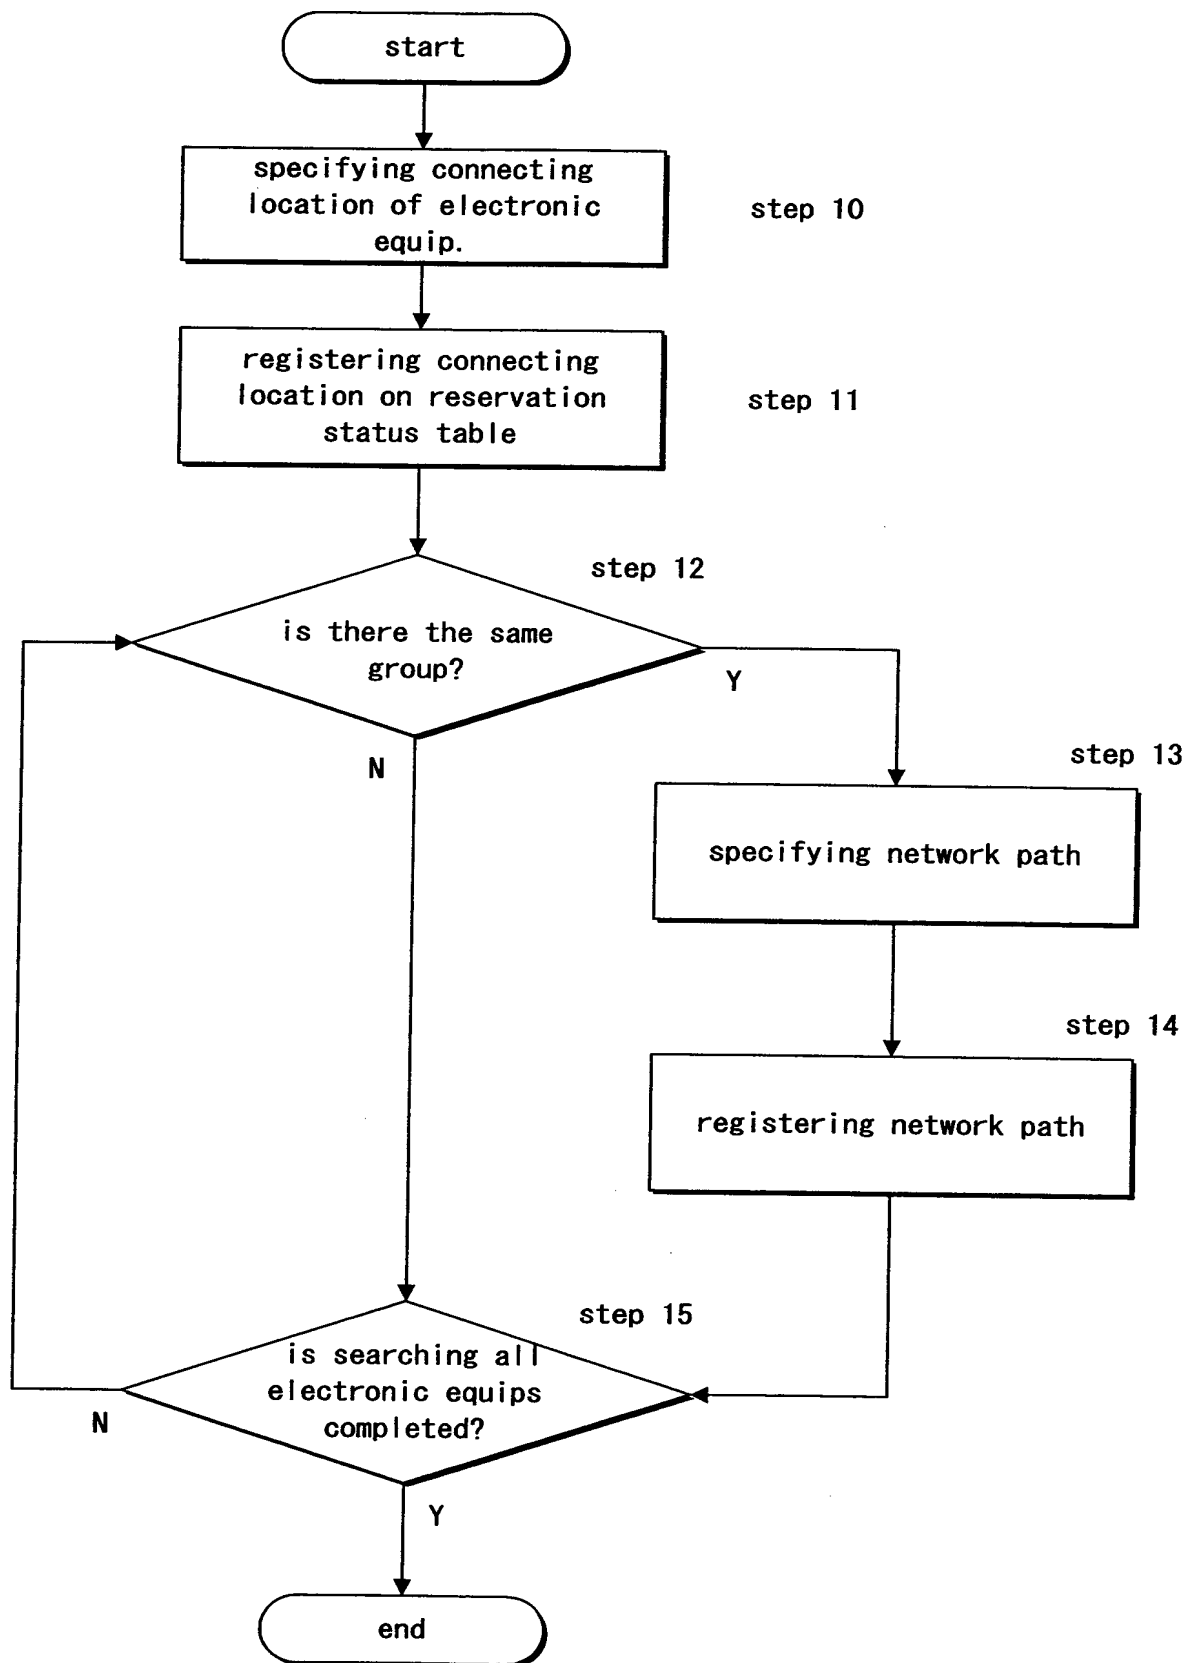 start
specifying connecting
location of electronic
equip.
step 10
registering connecting
location on reservation
status table
step 11
step 12
is there the same
group?
Y
N
step 13
specifying network path
step 14
registering network path
step 15
is searching all
electronic equips
completed?
N
Y
end